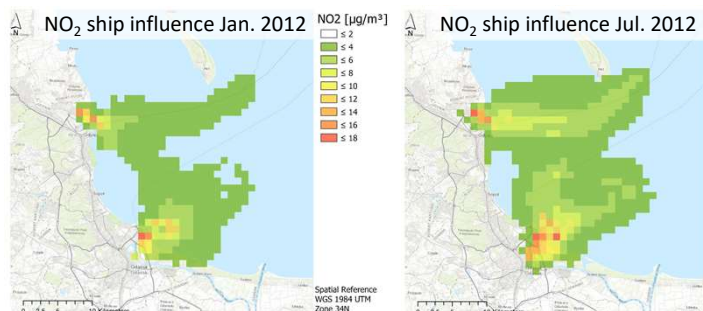 NO₂ ship influence Jan. 2012
NO2 [µg/m³]
≤ 2
≤ 4
≤ 6
≤ 8
≤ 10
≤ 12
≤ 14
≤ 16
≤ 18
Spatial Reference
WGS 1984 UTM
Zone 34N
NO₂ ship influence Jul. 2012